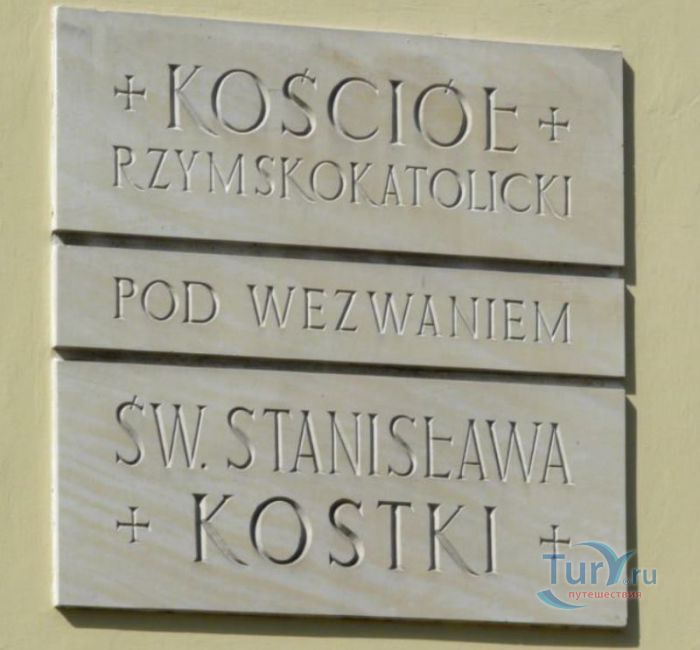 + KOŚCIÓŁ +
RZYMSKOKATOLICKI
POD WEZWANIEM
ŚW. STANISŁAWA
+ KOSTKI +
TurY.ru
путешествия